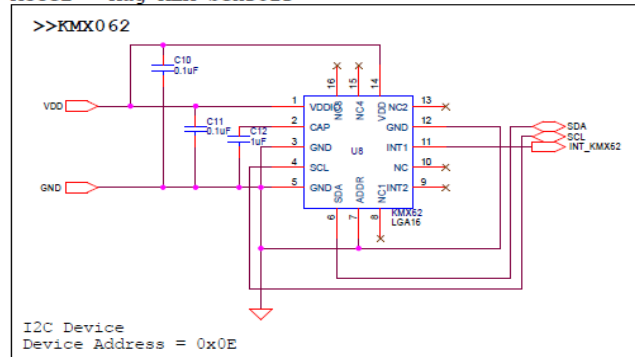 >>KMX062
C10
0.1uF
16
15
14
NC3
NC4
VDD
VDD
1
VDDIO
NC2
13
C11
0.1uF
C12
1uF
2
CAP
GND
12
SDA
3
GND
U8
INT1
11
SCL
INT_KMX62
4
SCL
NC
10
GND
5
GND
INT2
9
SDA
ADDR
NC1
6
7
8
KMX62
LGA16
I2C Device
Device Address = 0x0E